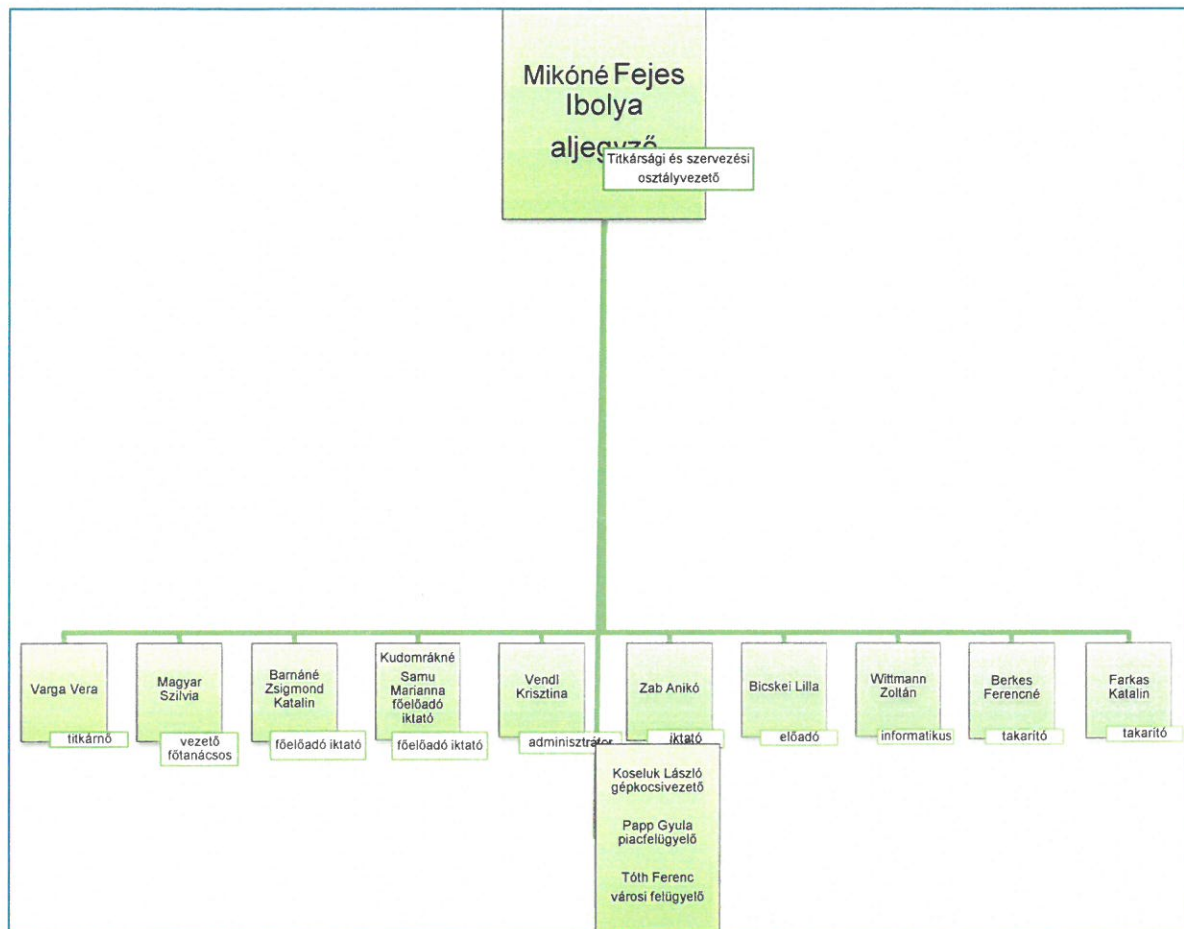 Mikóné Fejes
Ibolya
aljegyző
Titkársági és szervezési
osztályvezető
Varga Vera
titkárnő
Magyar
Szilvia
vezető
főtanácsos
Barnáné
Zsigmond
Katalin
főelőadó iktató
Kudomrákné
Samu
Marianna
főelőadó
iktató
főelőadó iktató
Vendl
Krisztina
adminisztrátor
Zab Anikó
iktató
Bicskei Lilla
előadó
Wittmann
Zoltán
informatikus
Berkes
Ferencné
takarító
Farkas
Katalin
takarító
Koseluk László
gépkocsivezető
Papp Gyula
piacfelügyelő
Tóth Ferenc
városi felügyelő